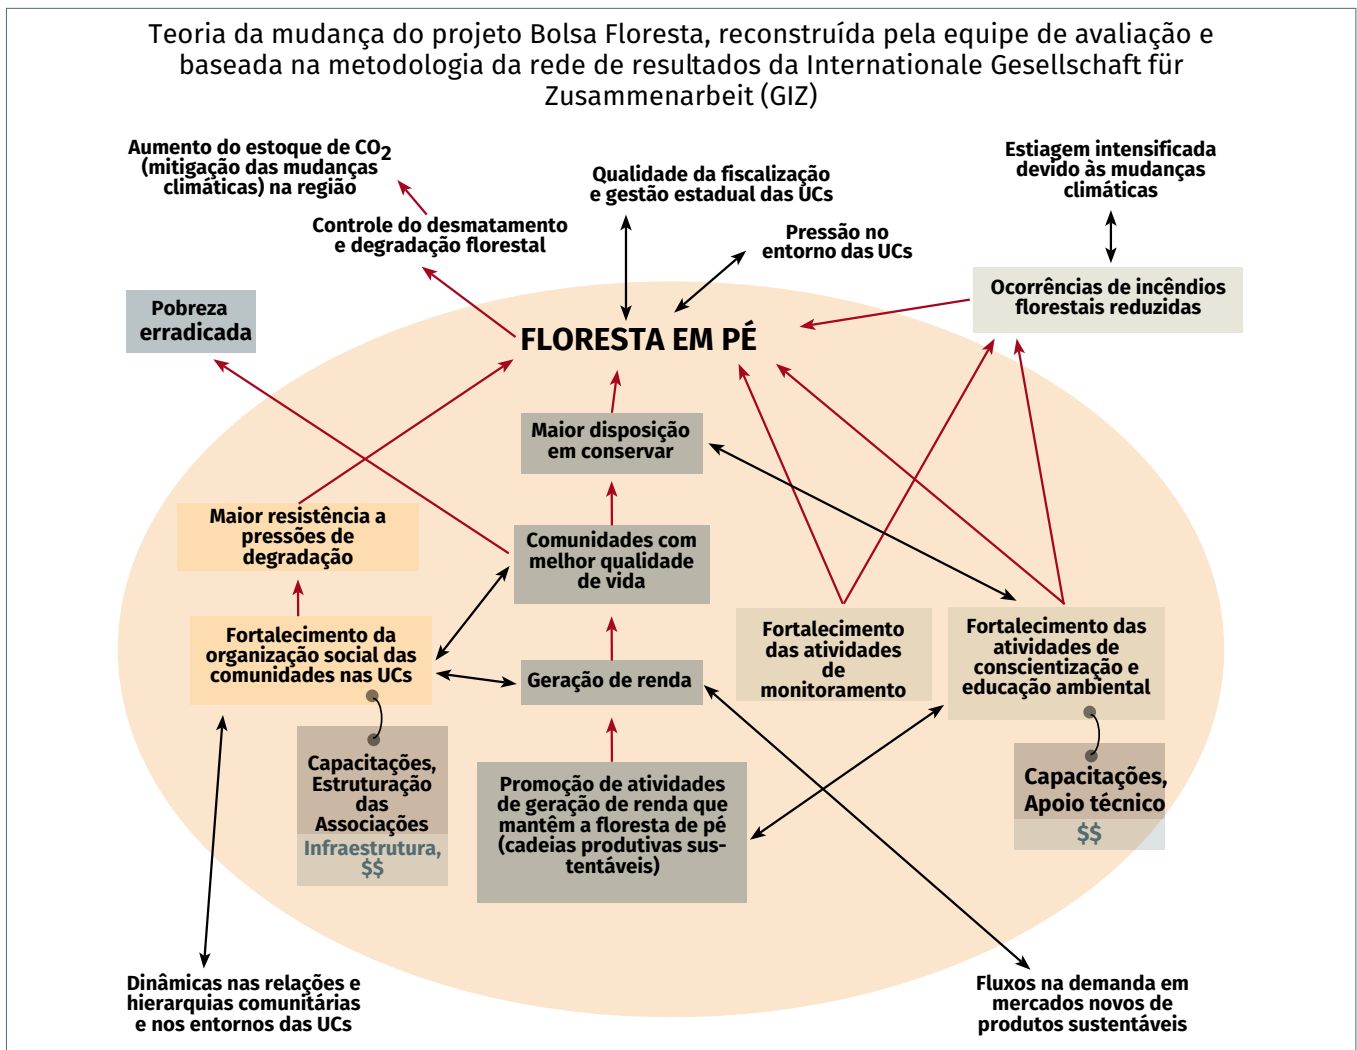 Teoria da mudança do projeto Bolsa Floresta, reconstruída pela equipe de avaliação e
baseada na metodologia da rede de resultados da Internationale Gesellschaft für
Zusammenarbeit (GIZ)
Aumento do estoque de CO2
(mitigação das mudanças
climáticas) na região
Qualidade da fiscalização
e gestão estadual das UCs
Estiagem intensificada
devido às mudanças
climáticas
Controle do desmatamento
e degradação florestal
Pressão no
entorno das UCs
Pobreza
erradicada
Ocorrências de incêndios
florestais reduzidas
FLORESTA EM PÉ
Maior disposição
em conservar
Maior resistência a
pressões de
degradação
Comunidades com
melhor qualidade
de vida
Fortalecimento da
organização social das
comunidades nas UCs
Geração de renda
Fortalecimento
das atividades
de
monitoramento
Fortalecimento das
atividades de
conscientização e
educação ambiental
Capacitações,
Estruturação
das
Associações
Infraestrutura,
$$
Promoção de atividades
de geração de renda que
mantêm a floresta de pé
(cadeias produtivas sus-
tentáveis)
Capacitações,
Apoio técnico
$$
Dinâmicas nas relações e
hierarquias comunitárias
e nos entornos das UCs
Fluxos na demanda em
mercados novos de
produtos sustentáveis